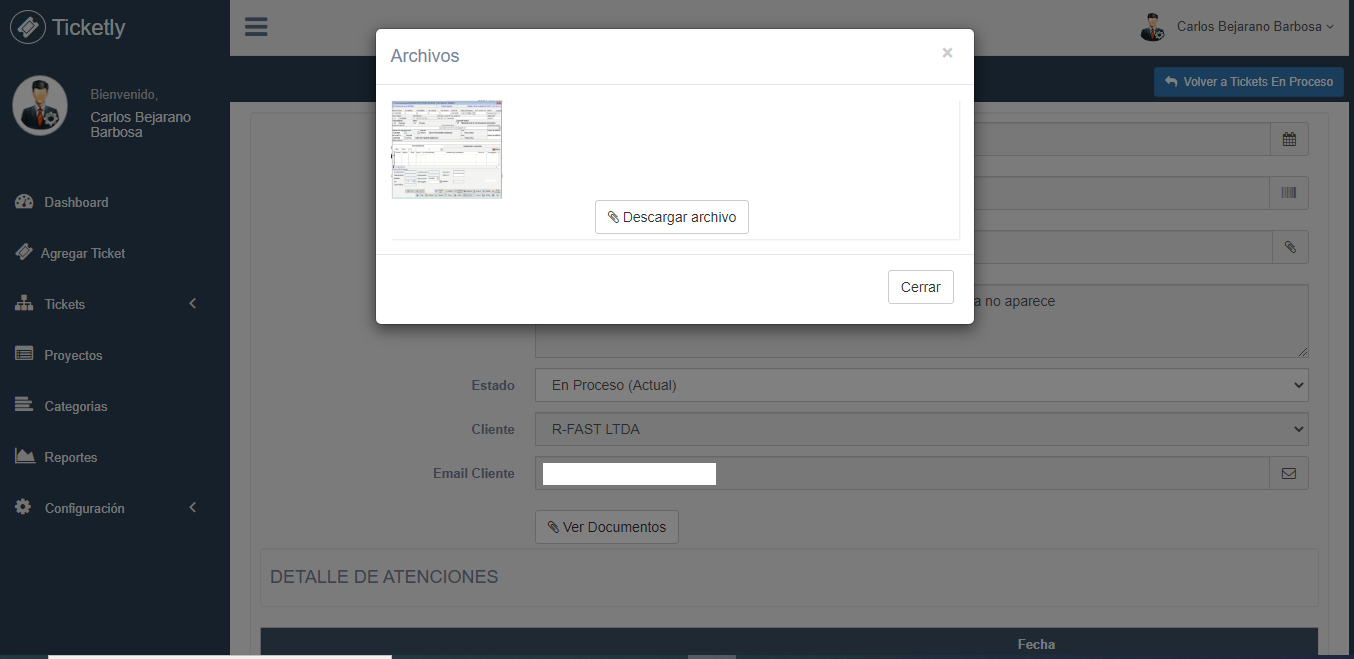 Ticketly
Bienvenido,
Carlos Bejarano
Barbosa
Dashboard
Agregar Ticket
Tickets
Proyectos
Categorias
Reportes
Configuración
Carlos Bejarano Barbosa
Volver a Tickets En Proceso
Archivos
×
Descargar archivo
Cerrar
a no aparece
Estado
En Proceso (Actual)
Cliente
R-FAST LTDA
Email Cliente
Ver Documentos
DETALLE DE ATENCIONES
Fecha